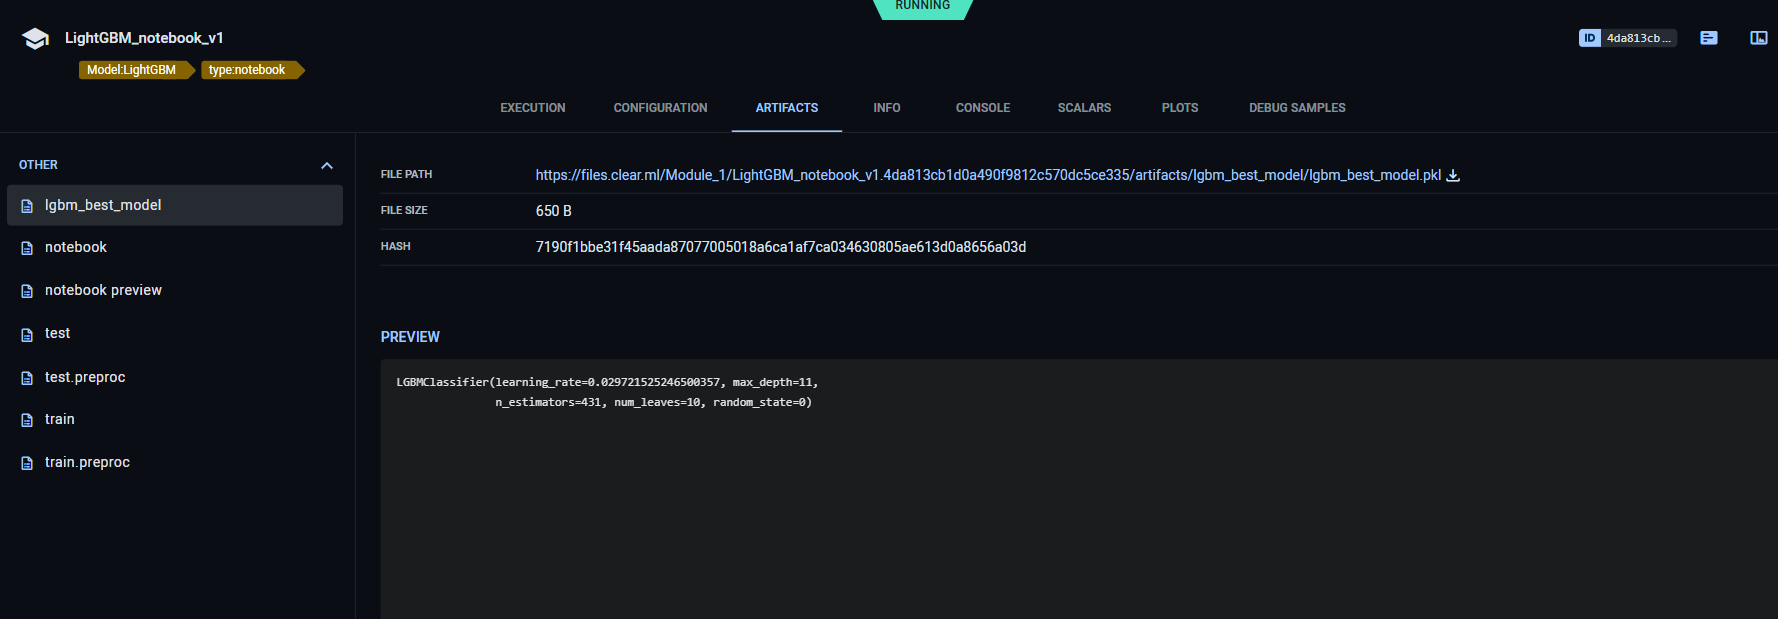 RUNNING
LightGBM_notebook_v1
ID 4da813cb...
Model:LightGBM type:notebook
EXECUTION CONFIGURATION ARTIFACTS INFO CONSOLE SCALARS PLOTS DEBUG SAMPLES
OTHER
lgbm_best_model
notebook
notebook preview
test
test.preproc
train
train.preproc
FILE PATH https://files.clear.ml/Module_1/LightGBM_notebook_v1.4da813cb1d0a490f9812c570dc5ce335/artifacts/lgbm_best_model/lgbm_best_model.pkl
FILE SIZE 650 B
HASH 7190f1bbe31f45aada87077005018a6ca1af7ca034630805ae613d0a8656a03d
PREVIEW
LGBMClassifier(learning_rate=0.029721525246500357, max_depth=11,
n_estimators=431, num_leaves=10, random_state=0)